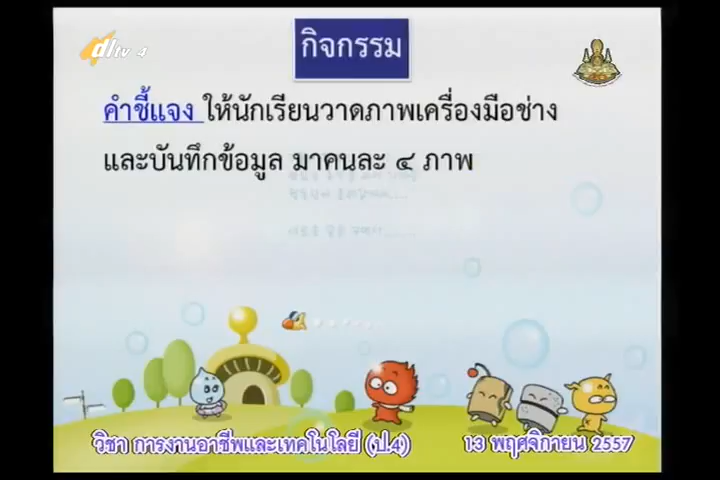 dltv 4
กิจกรรม
คำชี้แจง ให้นักเรียนวาดภาพเครื่องมือช่าง
และบันทึกข้อมูล มาคนละ ๔ ภาพ
วิชา การงานอาชีพและเทคโนโลยี (ป.4)
13 พฤศจิกายน 2557